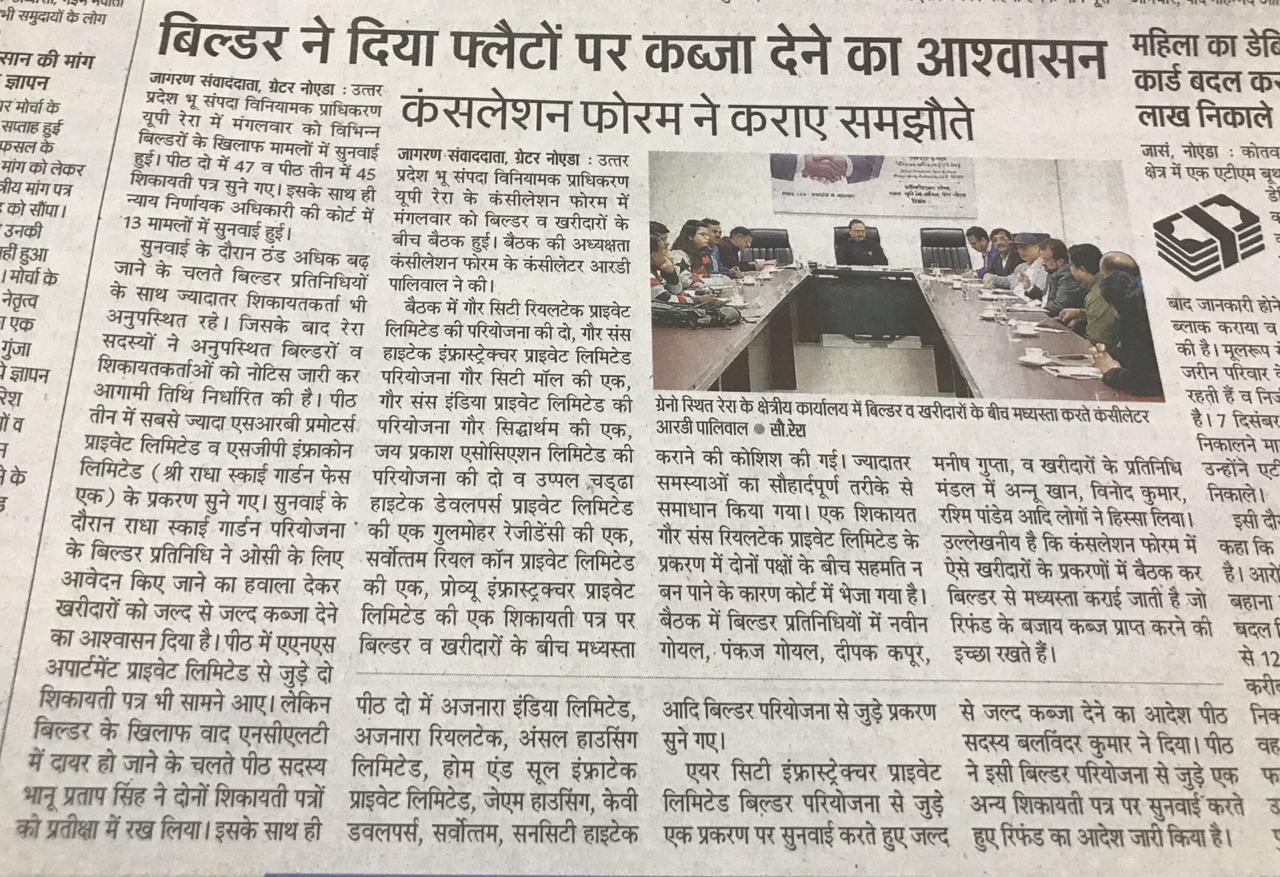 भी समुदायों के लोग
सान की मांग
ज्ञापन
र मोर्चा के
सप्ताह हुई
फसल के
मांग को लेकर
त्रीय मांग पत्र
को सौंपा।
उनकी
हीं हुआ
। मोर्चा के
नेतृत्व
एक
गुंजा
ज्ञापन
बिल्डर ने दिया फ्लैटों पर कब्जा देने का आश्वासन
जागरण संवाददाता, ग्रेटर नोएडा : उत्तर
प्रदेश भू संपदा विनियामक प्राधिकरण
यूपी रेरा में मंगलवार को विभिन्न
बिल्डरों के खिलाफ मामलों में सुनवाई
हुई। पीठ दो में 47 व पीठ तीन में 45
शिकायती पत्र सुने गए। इसके साथ ही
न्याय निर्णायक अधिकारी की कोर्ट में
13 मामलों में सुनवाई हुई।
सुनवाई के दौरान ठंड अधिक बढ़
जाने के चलते बिल्डर प्रतिनिधियों
के साथ ज्यादातर शिकायतकर्ता भी
अनुपस्थित रहे। जिसके बाद रेरा
सदस्यों ने अनुपस्थित बिल्डरों व
शिकायतकर्ताओं को नोटिस जारी कर
आगामी तिथि निर्धारित की है। पीठ
तीन में सबसे ज्यादा एसआरबी प्रमोटर्स
प्राइवेट लिमिटेड व एसजीपी इंफ्राकोन
लिमिटेड (श्री राधा स्काई गार्डन फेस
एक) के प्रकरण सुने गए। सुनवाई के
दौरान राधा स्काई गार्डन परियोजना
के बिल्डर प्रतिनिधि ने ओसी के लिए
आवेदन किए जाने का हवाला देकर
खरीदारों को जल्द से जल्द कब्जा देने
का आश्वासन दिया है। पीठ में एएनएस
अपार्टमेंट प्राइवेट लिमिटेड से जुड़े दो
शिकायती पत्र भी सामने आए। लेकिन
बिल्डर के खिलाफ वाद एनसीएलटी
में दायर हो जाने के चलते पीठ सदस्य
भानू प्रताप सिंह ने दोनों शिकायती पत्रों
को प्रतीक्षा में रख लिया। इसके साथ ही
पीठ दो में अजनारा इंडिया लिमिटेड,
अजनारा रियलटेक, अंसल हाउसिंग
लिमिटेड, होम एंड सूल इंफ्राटेक
प्राइवेट लिमिटेड, जेएम हाउसिंग, केवी
डवलपर्स, सर्वोत्तम, सनसिटी हाइटेक
आदि बिल्डर परियोजना से जुड़े प्रकरण
सुने गए।
एयर सिटी इंफ्रास्ट्रेक्चर प्राइवेट
लिमिटेड बिल्डर परियोजना से जुड़े
एक प्रकरण पर सुनवाई करते हुए जल्द
से जल्द कब्जा देने का आदेश पीठ
सदस्य बलविंदर कुमार ने दिया। पीठ
ने इसी बिल्डर परियोजना से जुड़े एक
अन्य शिकायती पत्र पर सुनवाई करते
हुए रिफंड का आदेश जारी किया है।
कंसलेशन फोरम ने कराए समझौते
जागरण संवाददाता, ग्रेटर नोएडा : उत्तर
प्रदेश भू संपदा विनियामक प्राधिकरण
यूपी रेरा के कंसीलेशन फोरम में
मंगलवार को बिल्डर व खरीदारों के
बीच बैठक हुई। बैठक की अध्यक्षता
कंसीलेशन फोरम के कंसीलेटर आरडी
पालिवाल ने की।
बैठक में गौर सिटी रियलटेक प्राइवेट
लिमिटेड की परियोजना की दो, गौर संस
हाइटेक इंफ्रास्ट्रेक्चर प्राइवेट लिमिटेड
परियोजना गौर सिटी मॉल की एक,
गौर संस इंडिया प्राइवेट लिमिटेड की
परियोजना गौर सिद्धार्थम की एक,
जय प्रकाश एसोसिएशन लिमिटेड की
परियोजना की दो व उप्पल चड्ढा
हाइटेक डेवलपर्स प्राइवेट लिमिटेड
की एक गुलमोहर रेजीडेंसी की एक,
सर्वोत्तम रियल कॉन प्राइवेट लिमिटेड
की एक, प्रोव्यू इंफ्रास्ट्रक्चर प्राइवेट
लिमिटेड की एक शिकायती पत्र पर
बिल्डर व खरीदारों के बीच मध्यस्ता
ग्रेनो स्थित रेरा के क्षेत्रीय कार्यालय में बिल्डर व खरीदारों के बीच मध्यस्ता करते कंसीलेटर
आरडी पालिवाल ● सौ.रेरा
कराने की कोशिश की गई। ज्यादातर
समस्याओं का सौहार्दपूर्ण तरीके से
समाधान किया गया। एक शिकायत
गौर संस रियलटेक प्राइवेट लिमिटेड के
प्रकरण में दोनों पक्षों के बीच सहमति न
बन पाने के कारण कोर्ट में भेजा गया है।
बैठक में बिल्डर प्रतिनिधियों में नवीन
गोयल, पंकज गोयल, दीपक कपूर,
मनीष गुप्ता, व खरीदारों के प्रतिनिधि
मंडल में अन्नू खान, विनोद कुमार,
रश्मि पांडेय आदि लोगों ने हिस्सा लिया।
उल्लेखनीय है कि कंसलेशन फोरम में
ऐसे खरीदारों के प्रकरणों में बैठक कर
बिल्डर से मध्यस्ता कराई जाती है जो
रिफंड के बजाय कब्ज प्राप्त करने की
इच्छा रखते हैं।
महिला का
कार्ड बदल
लाख निकाले
जासं, नोएडा :
क्षेत्र में एक एटीएम बूथ
बाद जानकारी होने
ब्लाक कराया व
की है। मूलरूप
जरीन परिवार
रहती हैं व
है। 7 दिसंबर
निकालने
उन्होंने
निकाले।
इसी
कहा कि
है।
बहाना
बदल
से 12